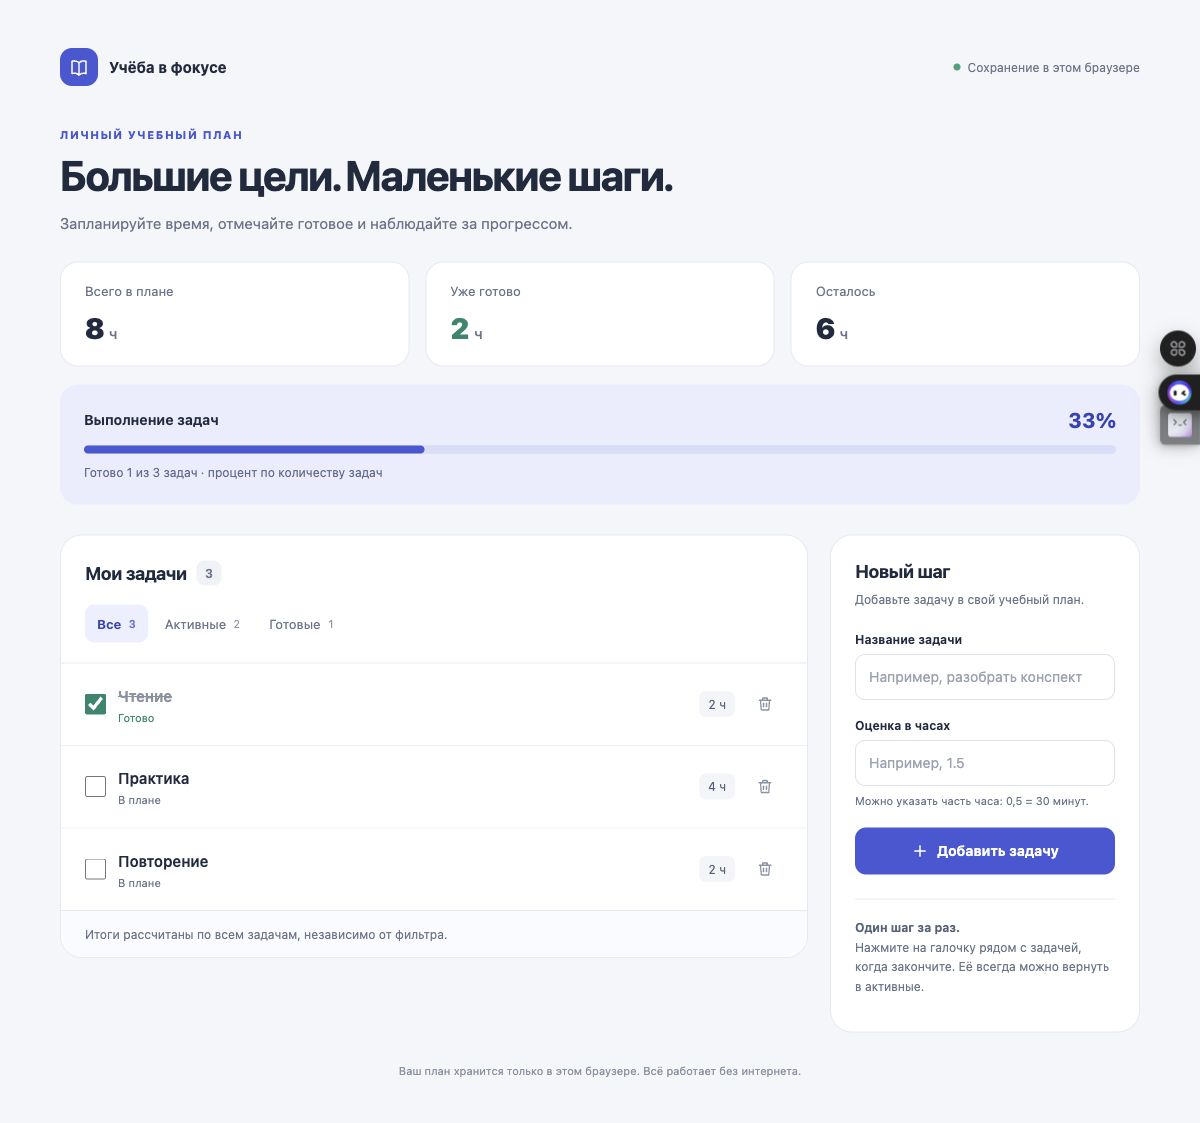 Учёба в фокусе
Сохранение в этом браузере
ЛИЧНЫЙ УЧЕБНЫЙ ПЛАН
Большие цели. Маленькие шаги.
Запланируйте время, отмечайте готовое и наблюдайте за прогрессом.
Всего в плане
8 ч
Уже готово
2 ч
Осталось
6 ч
Выполнение задач
33%
Готово 1 из 3 задач · процент по количеству задач
Мои задачи 3
Все 3 Активные 2 Готовые 1
Чтение
Готово
2 ч
Практика
В плане
4 ч
Повторение
В плане
2 ч
Итоги рассчитаны по всем задачам, независимо от фильтра.
Новый шаг
Добавьте задачу в свой учебный план.
Название задачи
Например, разобрать конспект
Оценка в часах
Например, 1.5
Можно указать часть часа: 0,5 = 30 минут.
Добавить задачу
Один шаг за раз.
Нажмите на галочку рядом с задачей,
когда закончите. Её всегда можно вернуть
в активные.
Ваш план хранится только в этом браузере. Всё работает без интернета.